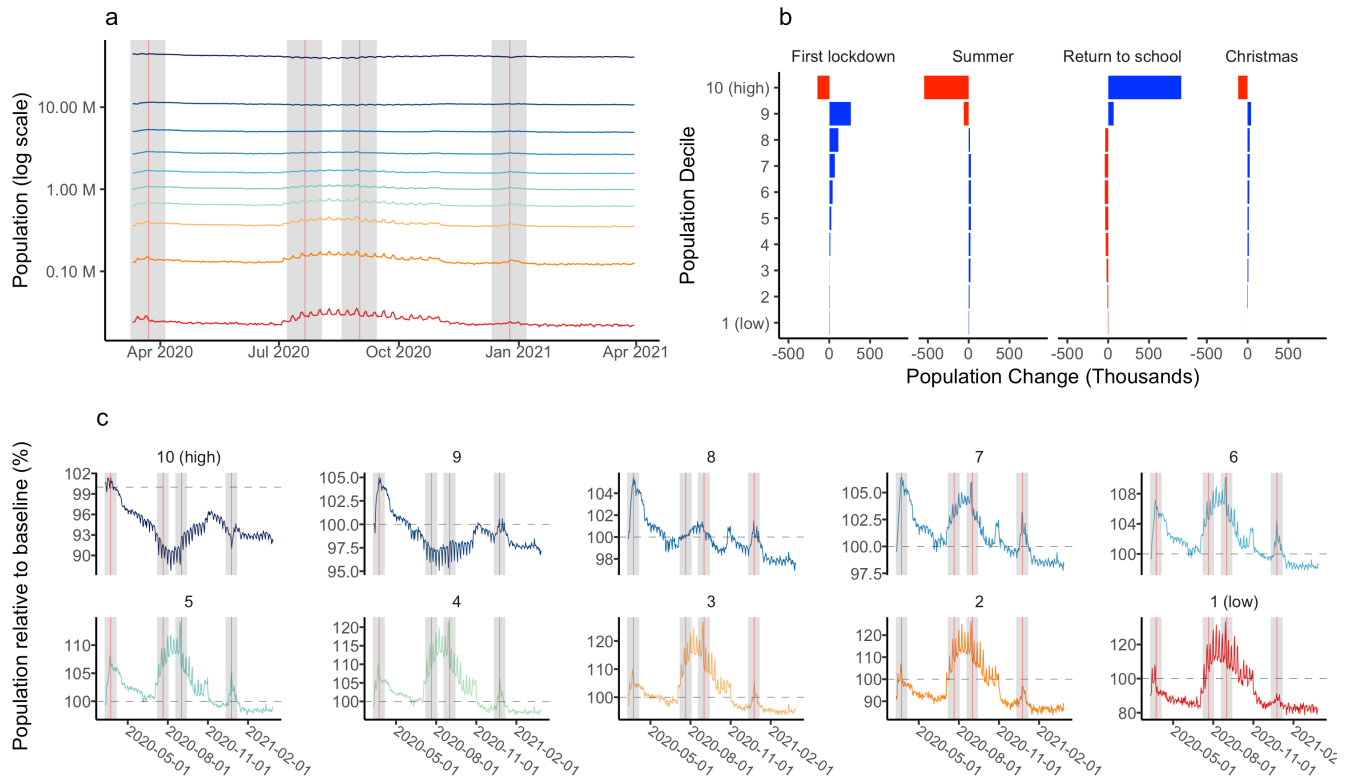 a
Population (log scale)
10.00 M
1.00 M
0.10 M
Apr 2020
Jul 2020
Oct 2020
Jan 2021
Apr 2021
b
First lockdown
Summer
Return to school
Christmas
Population Decile
10 (high)
9
8
7
6
5
4
3
2
1 (low)
-500 0 500
-500 0 500
-500 0 500
-500 0 500
Population Change (Thousands)
c
Population relative to baseline (%)
10 (high)
102
99
96
93
90
9
105.0
102.5
100.0
97.5
95.0
8
104
102
100
98
7
105.0
102.5
100.0
97.5
6
108
104
100
5
110
105
100
4
120
115
110
105
100
3
120
110
100
2
120
110
100
90
1 (low)
120
100
80
2020-05-01
2020-08-01
2020-11-01
2021-02-01
2020-05-01
2020-08-01
2020-11-01
2021-02-01
2020-05-01
2020-08-01
2020-11-01
2021-02-01
2020-05-01
2020-08-01
2020-11-01
2021-02-01
2020-05-01
2020-08-01
2020-11-01